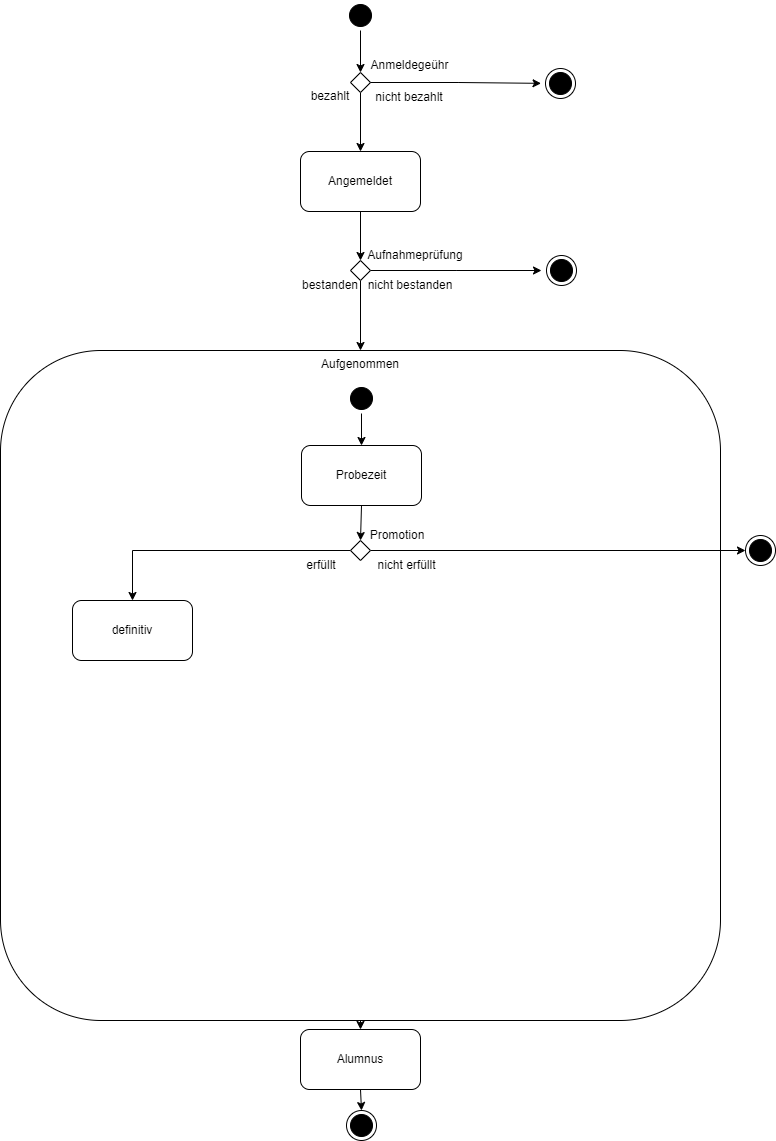 Anmeldegeühr
bezahlt
nicht bezahlt
Angemeldet
Aufnahmeprüfung
bestanden
nicht bestanden
Aufgenommen
Probezeit
Promotion
erfüllt
nicht erfüllt
definitiv
Alumnus